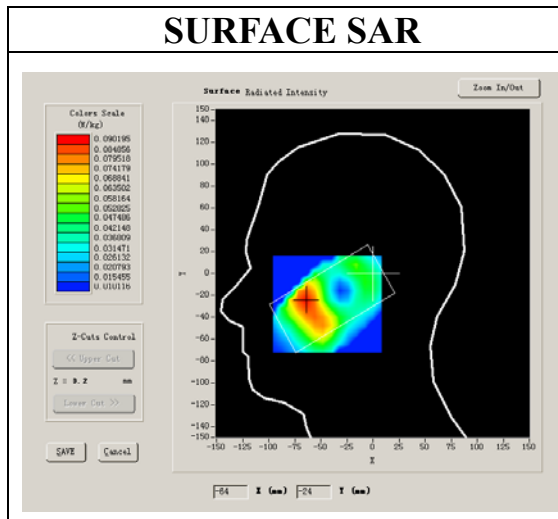 SURFACE SAR
Surface Radiated Intensity
Zoom In/Out
Colors Scale
(W/kg)
0.090195
0.084856
0.079518
0.074179
0.068841
0.063502
0.058164
0.052825
0.047486
0.042148
0.036809
0.031471
0.026132
0.020793
0.015455
0.010116
150
140
120
100
80
60
40
20
0
-20
-40
-60
-80
-100
-120
-140
-150
Y
-150 -125 -100 -75 -50 -25 0 25 50 75 100 125 150
X
Z-Cuts Control
<< Upper Cut
Z = 0.2 mm
Lower Cut >>
SAVE Cancel
-64 X (mm) -24 Y (mm)